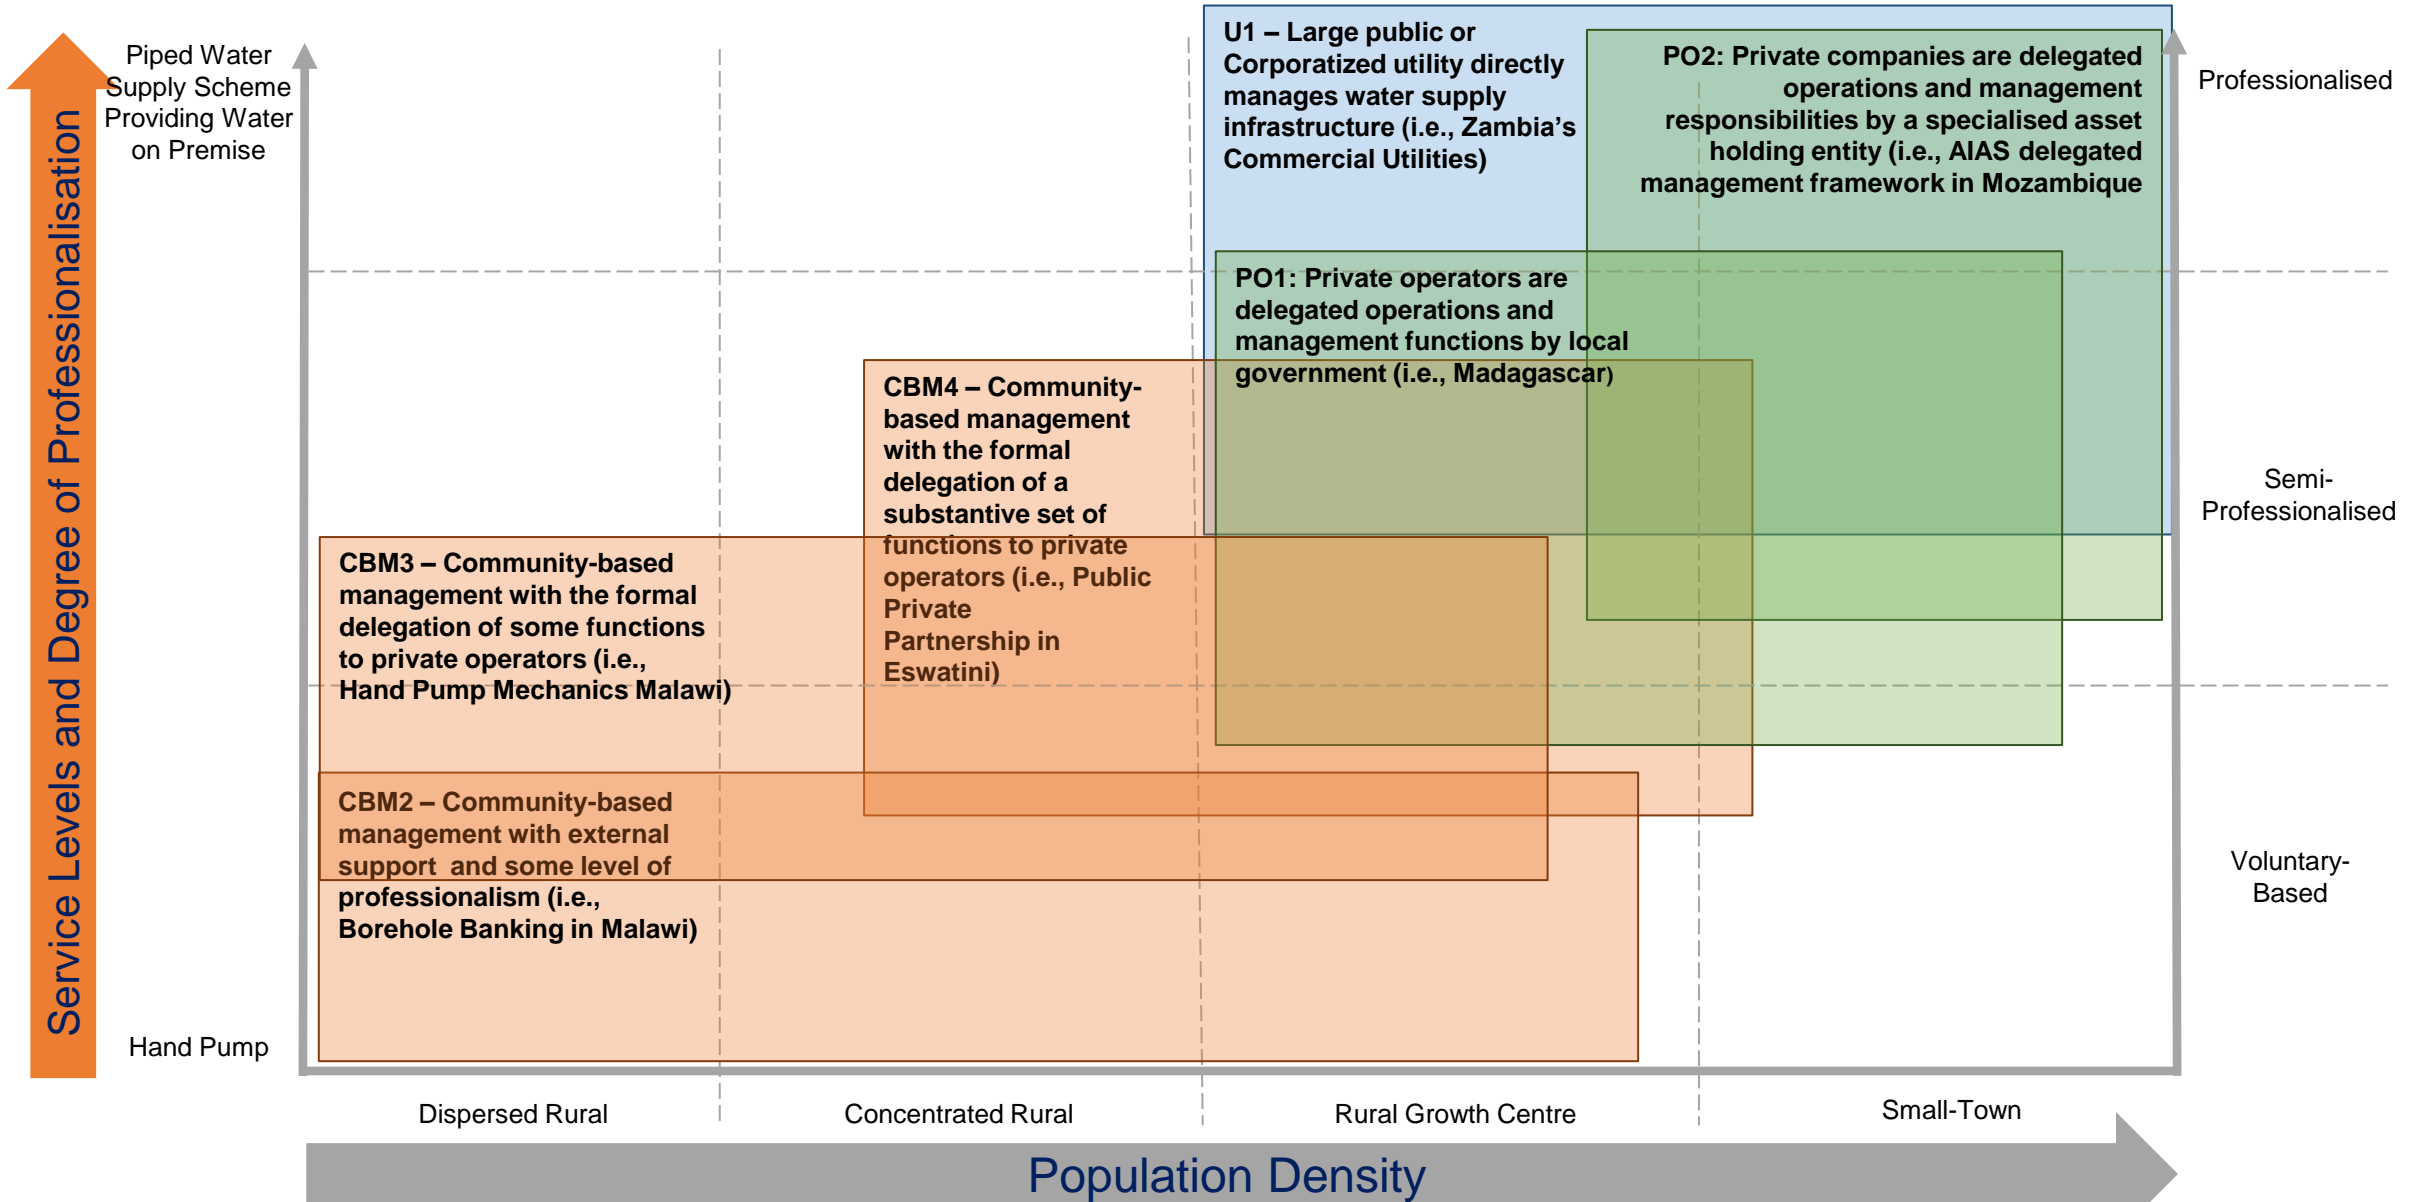 Service Levels and Degree of Professionalisation
Piped Water
Supply Scheme
Providing Water
on Premise
Hand Pump
U1 – Large public or
Corporatized utility directly
manages water supply
infrastructure (i.e., Zambia’s
Commercial Utilities)
PO2: Private companies are delegated
operations and management
responsibilities by a specialised asset
holding entity (i.e., AIAS delegated
management framework in Mozambique
PO1: Private operators are
delegated operations and
management functions by local
government (i.e., Madagascar)
CBM4 – Community-
based management
with the formal
delegation of a
substantive set of
functions to private
operators (i.e., Public
Private
Partnership in
Eswatini)
CBM3 – Community-based
management with the formal
delegation of some functions
to private operators (i.e.,
Hand Pump Mechanics Malawi)
CBM2 – Community-based
management with external
support  and some level of
professionalism (i.e.,
Borehole Banking in Malawi)
Professionalised
Semi-
Professionalised
Voluntary-
Based
Dispersed Rural
Concentrated Rural
Rural Growth Centre
Small-Town
Population Density